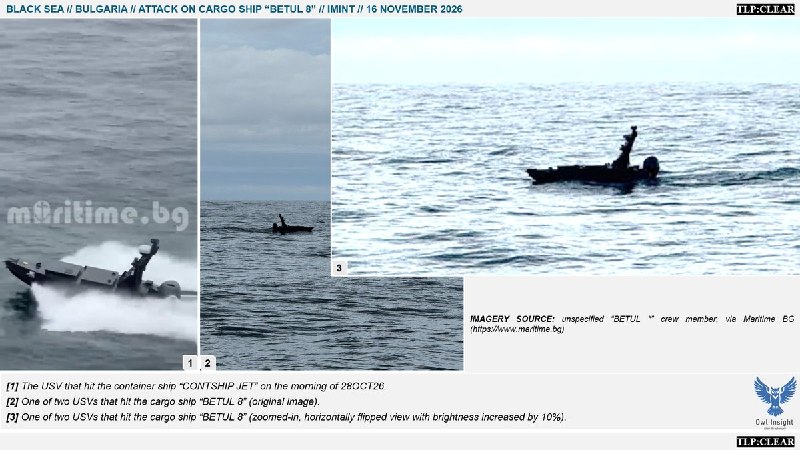 BLACK SEA // BULGARIA // ATTACK ON CARGO SHIP “BETUL 8” // IMINT // 16 NOVEMBER 2026
TLP:CLEAR
maritime.bg
1
2
3
IMAGERY SOURCE: unspecified “BETUL *” crew member, via Maritime BG
(https://www.maritime.bg)
[1] The USV that hit the container ship “CONTSHIP JET” on the morning of 28OCT26.
[2] One of two USVs that hit the cargo ship “BETUL 8” (original image).
[3] One of two USVs that hit the cargo ship “BETUL 8” (zoomed-in, horizontally flipped view with brightness increased by 10%).
Owl Insight
TLP:CLEAR